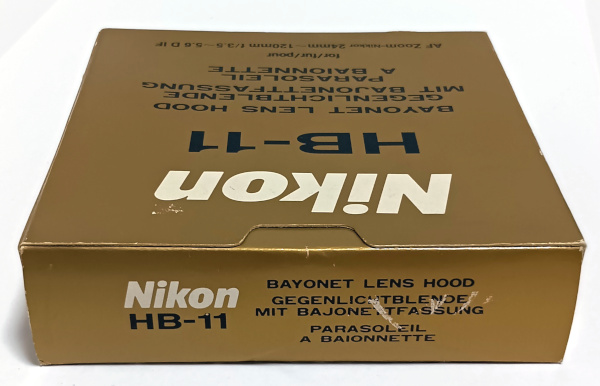 Nikon
HB-11
BAYONET LENS HOOD
GEGENLICHTBLENDE
MIT BAJONETTFASSUNG
PARASOLEIL
A BAIONNETTE
for/für/pour
AF Zoom-Nikkor 24mm~120mm f/3.5~5.6 D IF
Nikon
HB-11
BAYONET LENS HOOD
GEGENLICHTBLENDE
MIT BAJONETTFASSUNG
PARASOLEIL
A BAIONNETTE